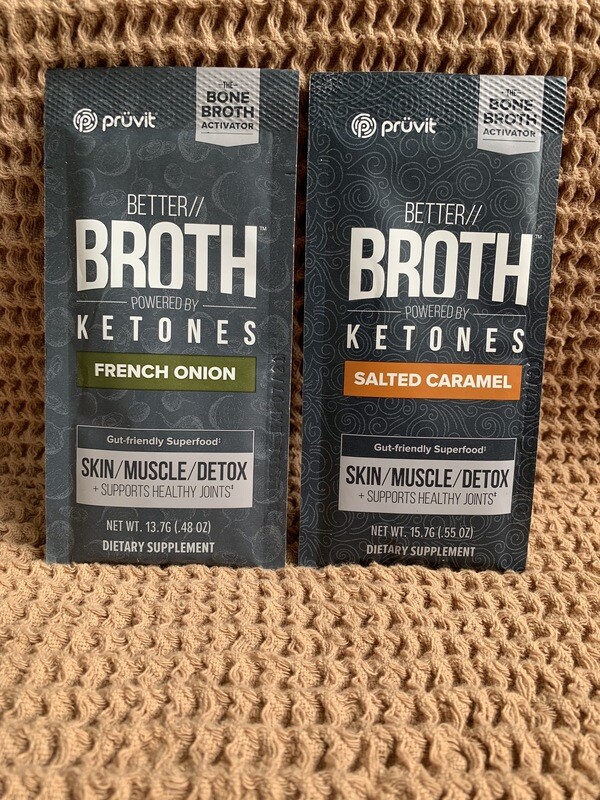 prüvit
THE
BONE
BROTH
ACTIVATOR
BETTER//
BROTH™
POWERED BY
KETONES
FRENCH ONION
Gut-friendly Superfood‡
SKIN/MUSCLE/DETOX
+ SUPPORTS HEALTHY JOINTS‡
NET WT. 13.7G (.48 OZ)
DIETARY SUPPLEMENT
prüvit
THE
BONE
BROTH
ACTIVATOR
BETTER//
BROTH™
POWERED BY
KETONES
SALTED CARAMEL
Gut-friendly Superfood‡
SKIN/MUSCLE/DETOX
+ SUPPORTS HEALTHY JOINTS‡
NET WT. 15.7G (.55 OZ)
DIETARY SUPPLEMENT